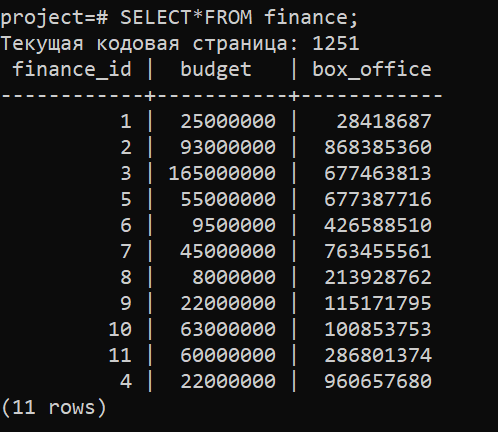 project=# SELECT*FROM finance;
Текущая кодовая страница: 1251
 finance_id |  budget   | box_office
------------+-----------+------------
          1 |  25000000 |   28418687
          2 |  93000000 |  868385360
          3 | 165000000 |  677463813
          5 |  55000000 |  677387716
          6 |   9500000 |  426588510
          7 |  45000000 |  763455561
          8 |   8000000 |  213928762
          9 |  22000000 |  115171795
         10 |  63000000 |  100853753
         11 |  60000000 |  286801374
          4 |  22000000 |  960657680
(11 rows)